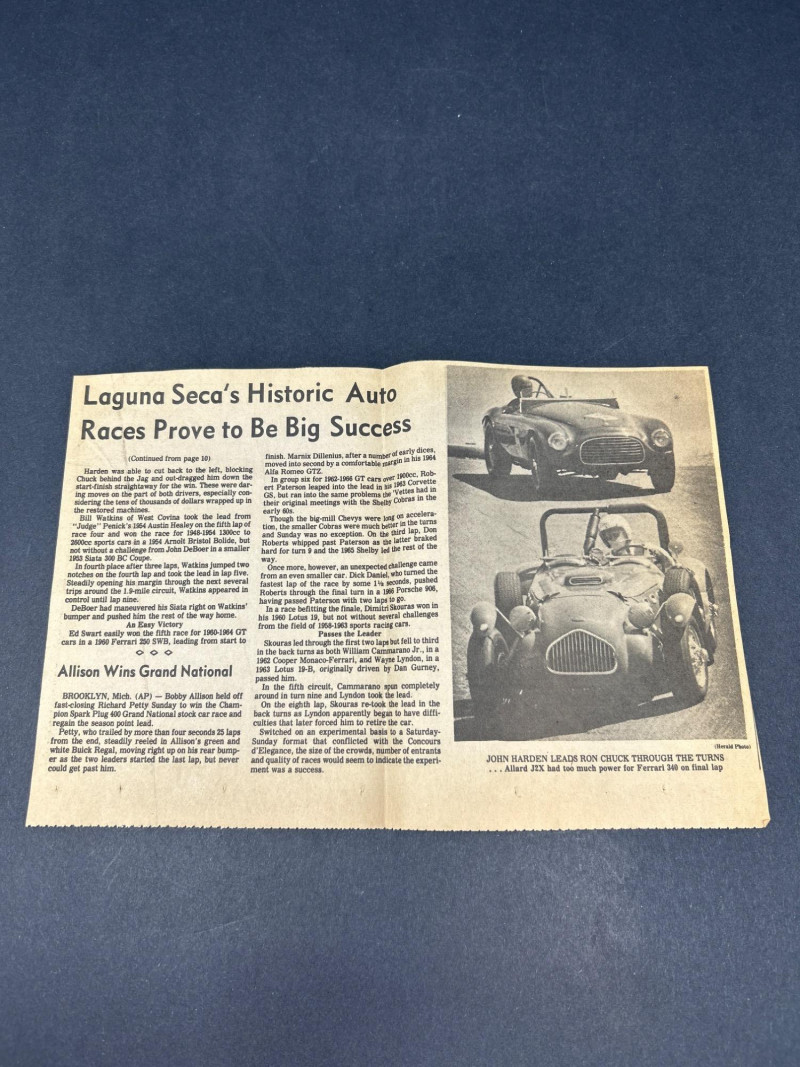 Laguna Seca's Historic Auto
Races Prove to Be Big Success
(Continued from page 10)
Harden was able to cut back to the left, blocking
Chuck behind the Jag and out-dragged him down the
start-finish straightaway for the win. These were dar-
ing moves on the part of both drivers, especially con-
sidering the tens of thousands of dollars wrapped up in
the restored machines.
Bill Watkins of West Covina took the lead from
"Judge" Penick's 1954 Austin Healey on the fifth lap of
race four and won the race for 1948-1954 1300cc to
2600cc sports cars in a 1954 Arnolt Bristol Bolide, but
not without a challenge from John DeBoer in a smaller
1953 Siata 300 BC Coupe.
In fourth place after three laps, Watkins jumped two
notches on the fourth lap and took the lead in lap five.
Steadily opening his margin through the next several
trips around the 1.9-mile circuit, Watkins appeared in
control until lap nine.
DeBoer had maneuvered his Siata right on Watkins'
bumper and pushed him the rest of the way home.
An Easy Victory
Ed Swart easily won the fifth race for 1960-1964 GT
cars in a 1960 Ferrari 250 SWB, leading from start to
Allison Wins Grand National
BROOKLYN, Mich. (AP) — Bobby Allison held off
fast-closing Richard Petty Sunday to win the Cham-
pion Spark Plug 400 Grand National stock car race and
regain the season point lead.
Petty, who trailed by more than four seconds 25 laps
from the end, steadily reeled in Allison's green and
white Buick Regal, moving right up on his rear bump-
er as the two leaders started the last lap, but never
could get past him.
finish. Marnix Dillenius, after a number of early dices,
moved into second by a comfortable margin in his 1964
Alfa Romeo GTZ.
In group six for 1962-1966 GT cars over 1900cc, Rob-
ert Paterson leaped into the lead in his 1963 Corvette
GS, but ran into the same problems the 'Vettes had in
their original meetings with the Shelby Cobras in the
early 60s.
Though the big-mill Chevys were long on accelera-
tion, the smaller Cobras were much better in the turns
and Sunday was no exception. On the third lap, Don
Roberts whipped past Paterson as the latter braked
hard for turn 9 and the 1965 Shelby led the rest of the
way.
Once more, however, an unexpected challenge came
from an even smaller car. Dick Daniel, who turned the
fastest lap of the race by some 1½ seconds, pushed
Roberts through the final turn in a 1966 Porsche 906,
having passed Paterson with two laps to go.
In a race befitting the finale, Dimitri Skouras won in
his 1960 Lotus 19, but not without several challenges
from the field of 1958-1963 sports racing cars.
Passes the Leader
Skouras led through the first two laps but fell to third
in the back turns as both William Cammarano Jr., in a
1962 Cooper Monaco-Ferrari, and Wayne Lyndon, in a
1963 Lotus 19-B, originally driven by Dan Gurney,
passed him.
In the fifth circuit, Cammarano spun completely
around in turn nine and Lyndon took the lead.
On the eighth lap, Skouras re-took the lead in the
back turns as Lyndon apparently began to have diffi-
culties that later forced him to retire the car.
Switched on an experimental basis to a Saturday-
Sunday format that conflicted with the Concours
d'Elegance, the size of the crowds, number of entrants
and quality of races would seem to indicate the experi-
ment was a success.
(Herald Photo)
JOHN HARDEN LEADS RON CHUCK THROUGH THE TURNS
. . . Allard J2X had too much power for Ferrari 340 on final lap